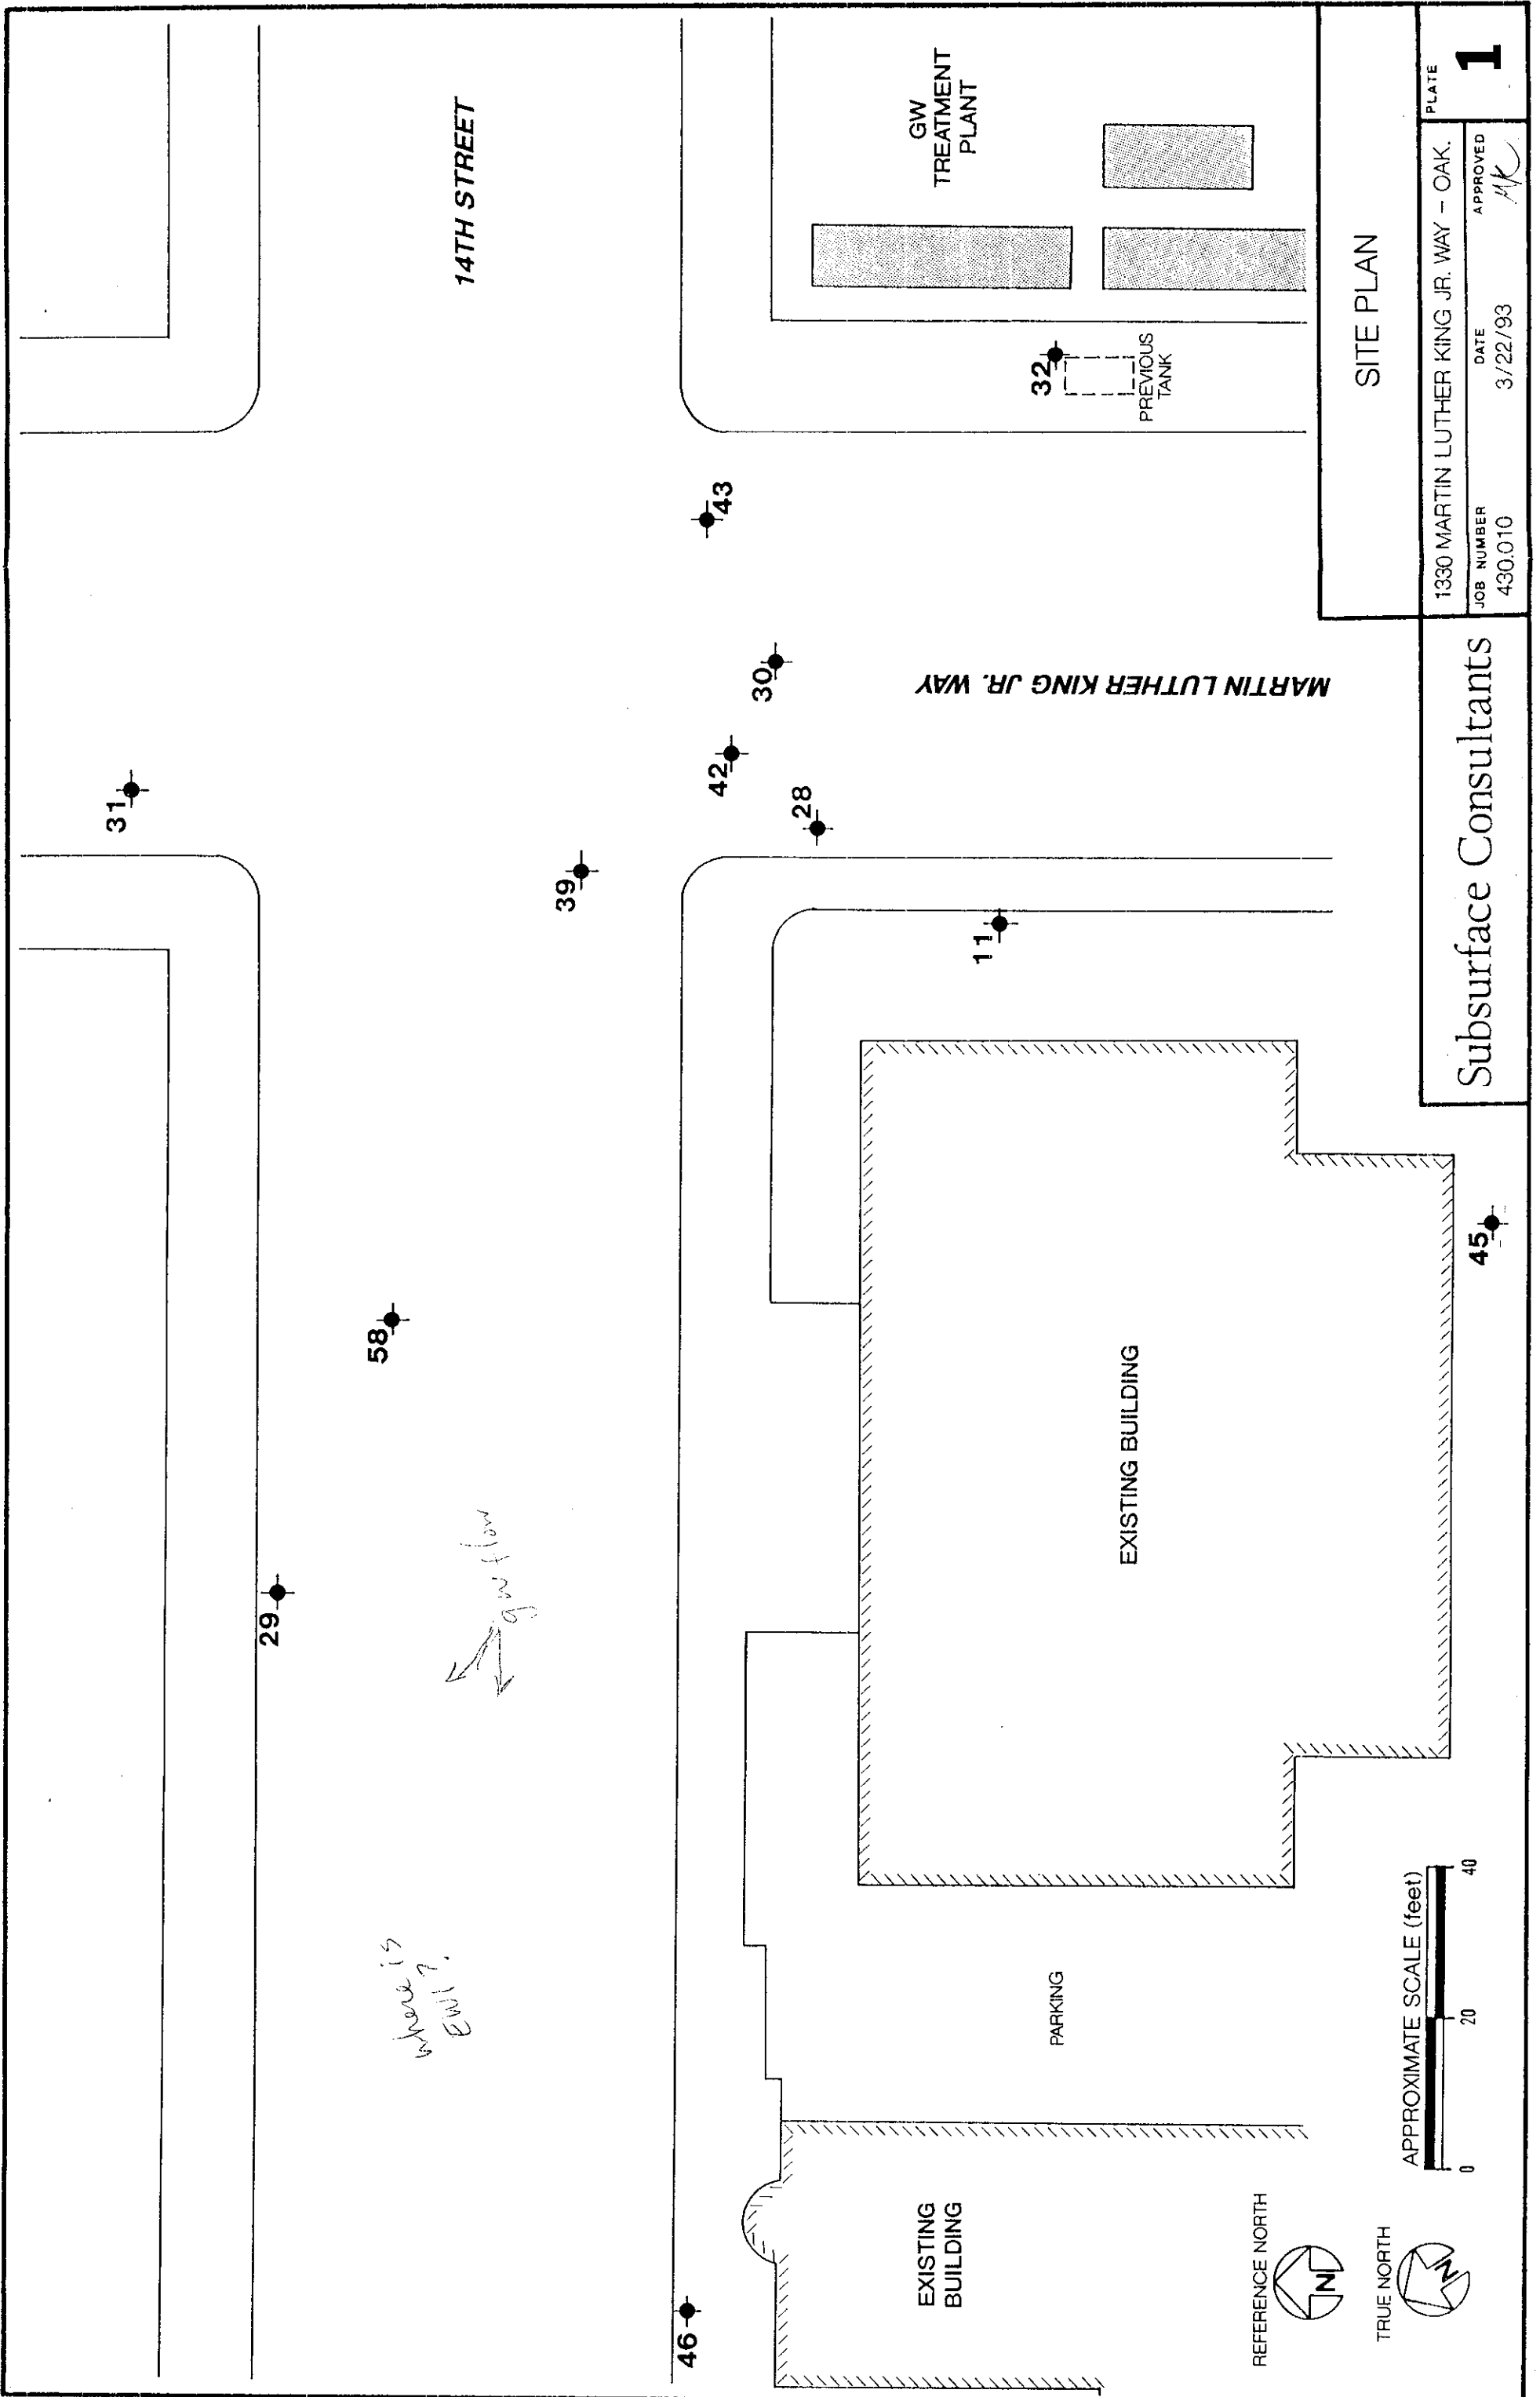 31
14TH STREET
29
58
39
where is
EW1?
gw flow
46
42
30
28
43
GW
TREATMENT
PLANT
32
PREVIOUS
TANK
11
MARTIN LUTHER KING JR. WAY
EXISTING
BUILDING
PARKING
EXISTING BUILDING
45
REFERENCE NORTH
N
TRUE NORTH
N
APPROXIMATE SCALE (feet)
0 20 40
SITE PLAN
Subsurface Consultants
1330 MARTIN LUTHER KING JR. WAY – OAK.
JOB NUMBER
430.010
DATE
3/22/93
APPROVED
MK
PLATE
1